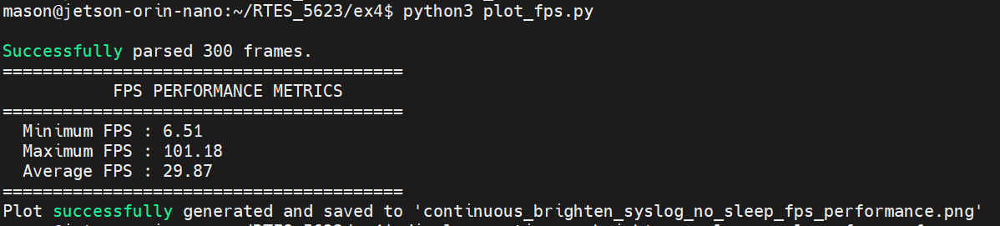 mason@jetson-orin-nano:~/RTES_5623/ex4$ python3 plot_fps.py
Successfully parsed 300 frames.
========================================
FPS PERFORMANCE METRICS
========================================
Minimum FPS : 6.51
Maximum FPS : 101.18
Average FPS : 29.87
========================================
Plot successfully generated and saved to 'continuous_brighten_syslog_no_sleep_fps_performance.png'